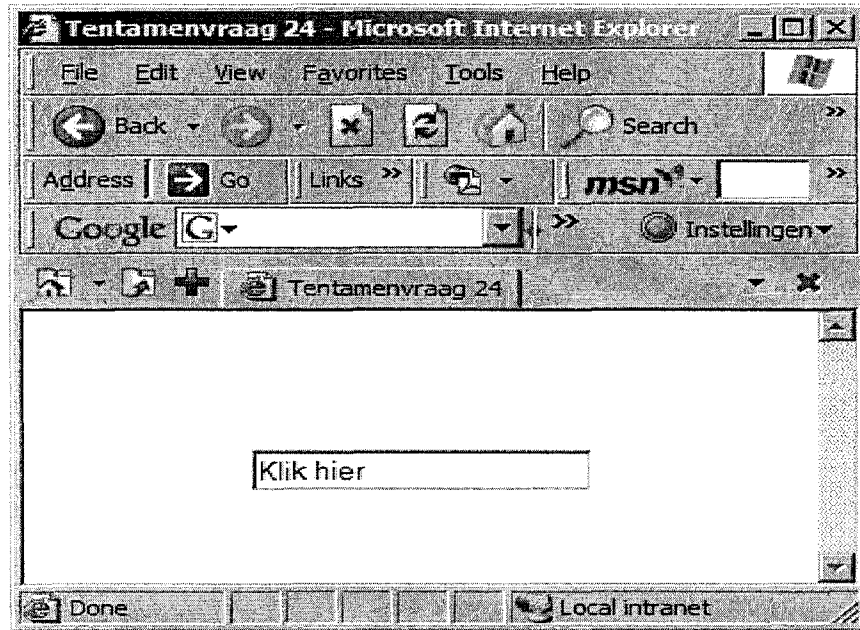 Tentamenvraag 24 - Microsoft Internet Explorer
File Edit View Favorites Tools Help
Back Search »
Address Go Links » msn »
Google G » Instellingen
Tentamenvraag 24
Klik hier
Done Local intranet